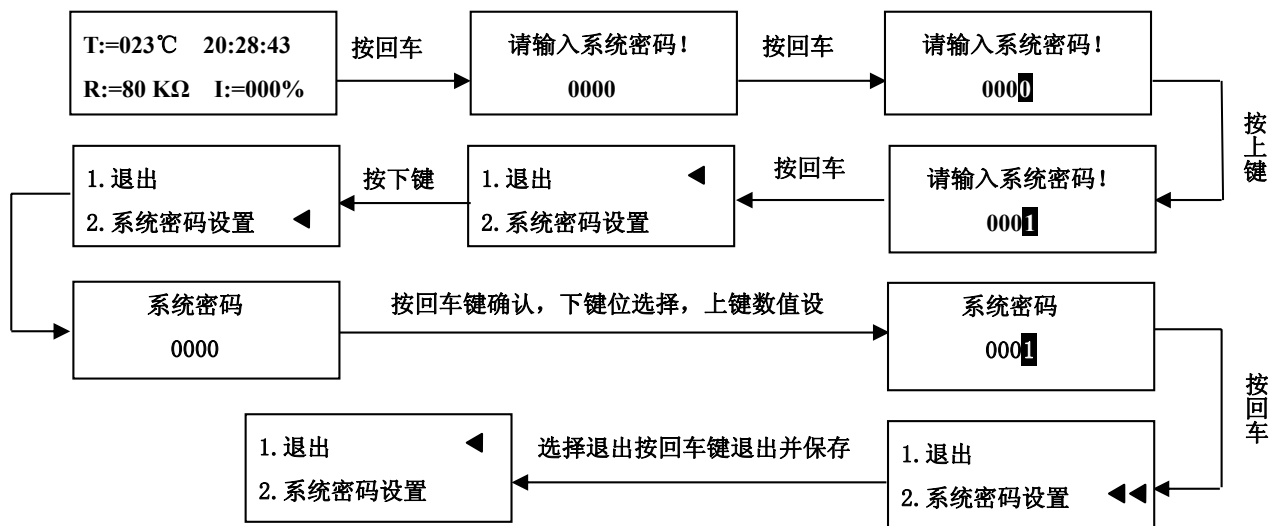 T:=023℃ 20:28:43
R:=80 KΩ I:=000%
按回车
请输入系统密码!
0000
按回车
请输入系统密码!
0000
按上键
请输入系统密码!
0001
按回车
1.退出 ◀
2.系统密码设置
按下键
1.退出
2.系统密码设置 ◀
系统密码
0000
按回车键确认，下键位选择，上键数值设
系统密码
0001
按回车
1.退出
2.系统密码设置 ◀◀
选择退出按回车键退出并保存
1.退出 ◀
2.系统密码设置